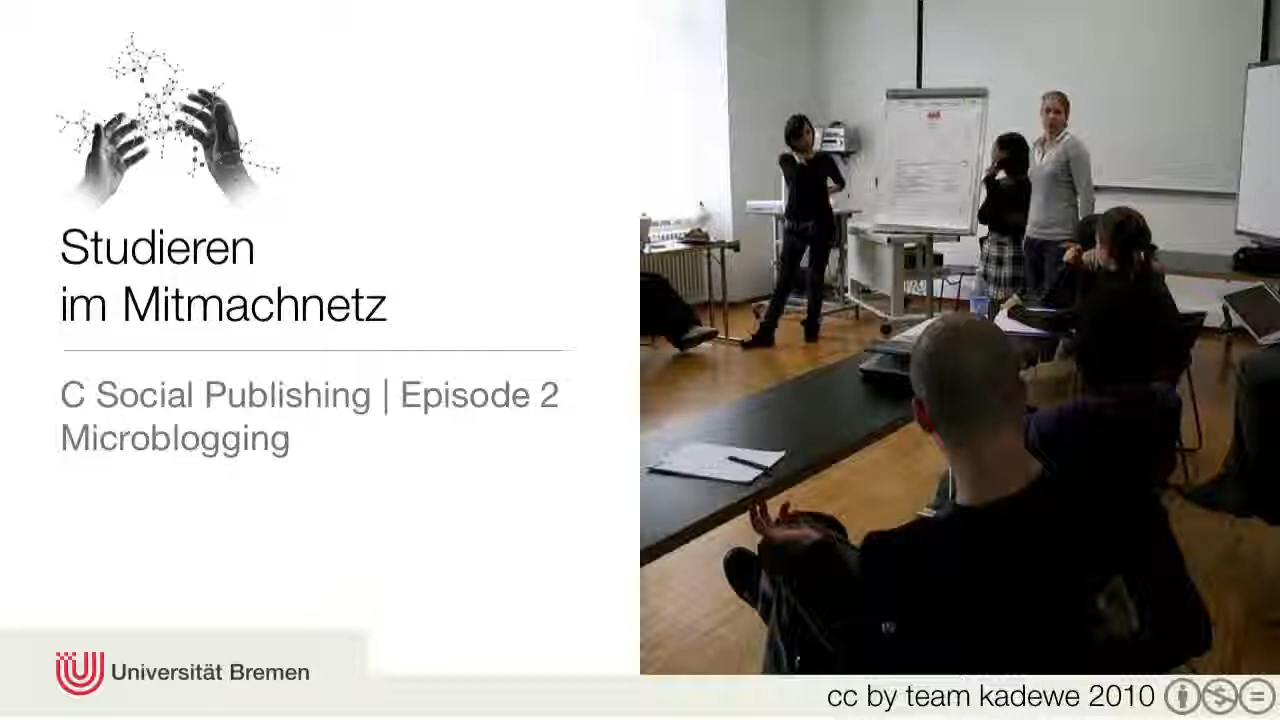 Studieren
im Mitmachnetz
C Social Publishing | Episode 2
Microblogging
Universität Bremen
cc by team kadewe 2010